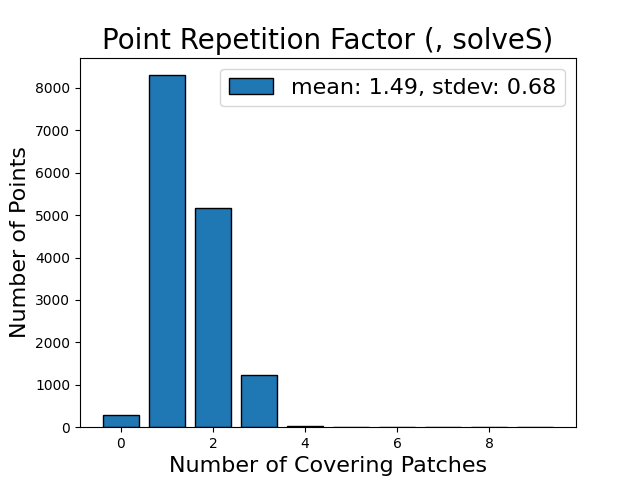 Point Repetition Factor (, solveS)
mean: 1.49, stdev: 0.68
Number of Points
8000
7000
6000
5000
4000
3000
2000
1000
0
0 2 4 6 8
Number of Covering Patches